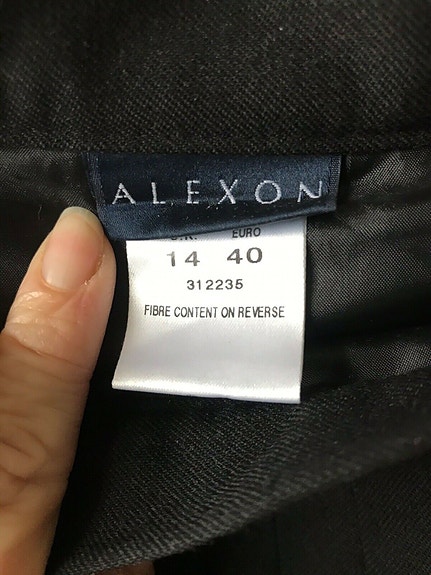 ALEXON
EURO
14 40
312235
FIBRE CONTENT ON REVERSE